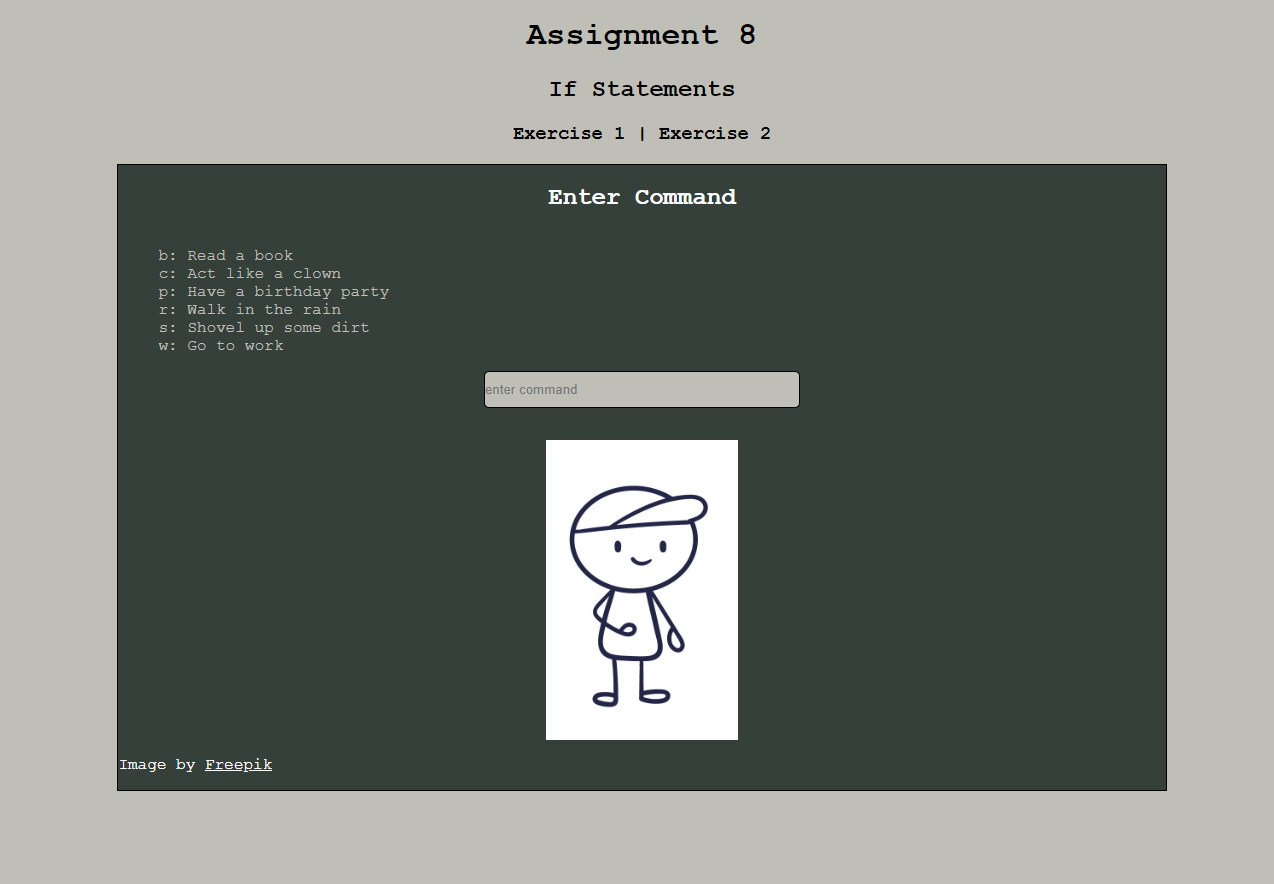 Assignment 8
If Statements
Exercise 1 | Exercise 2
Enter Command
b: Read a book
c: Act like a clown
p: Have a birthday party
r: Walk in the rain
s: Shovel up some dirt
w: Go to work
enter command
Image by Freepik